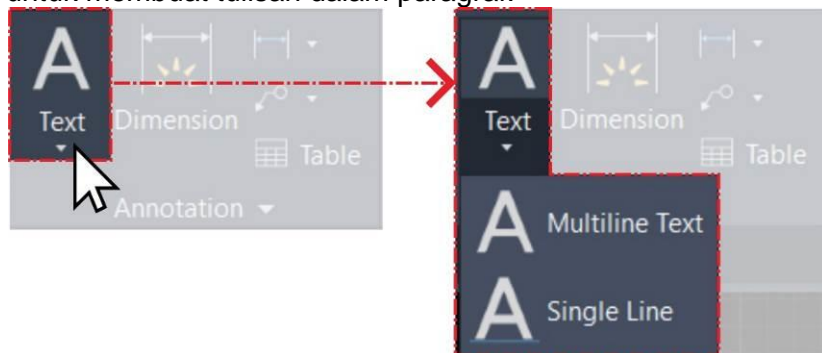 Text
Dimension
Table
Annotation
Text
Dimension
Table
Multiline Text
Single Line